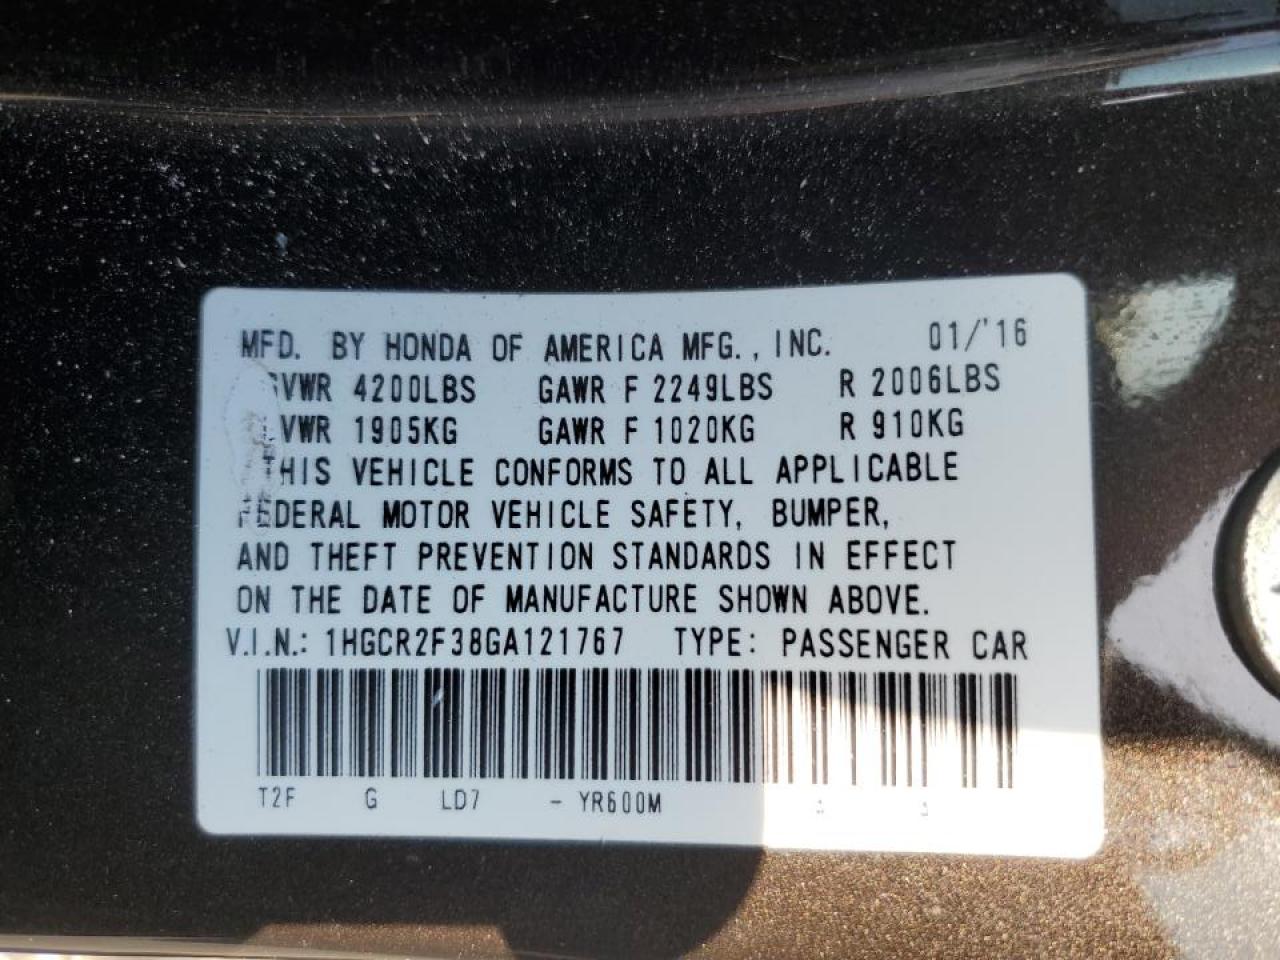 MFD. BY HONDA OF AMERICA MFG., INC. 01/'16
GVWR 4200LBS GAWR F 2249LBS R 2006LBS
GVWR 1905KG GAWR F 1020KG R 910KG
THIS VEHICLE CONFORMS TO ALL APPLICABLE
FEDERAL MOTOR VEHICLE SAFETY, BUMPER,
AND THEFT PREVENTION STANDARDS IN EFFECT
ON THE DATE OF MANUFACTURE SHOWN ABOVE.
V.I.N.: 1HGCR2F38GA121767 TYPE: PASSENGER CAR
T2F G LD7 - YR600M